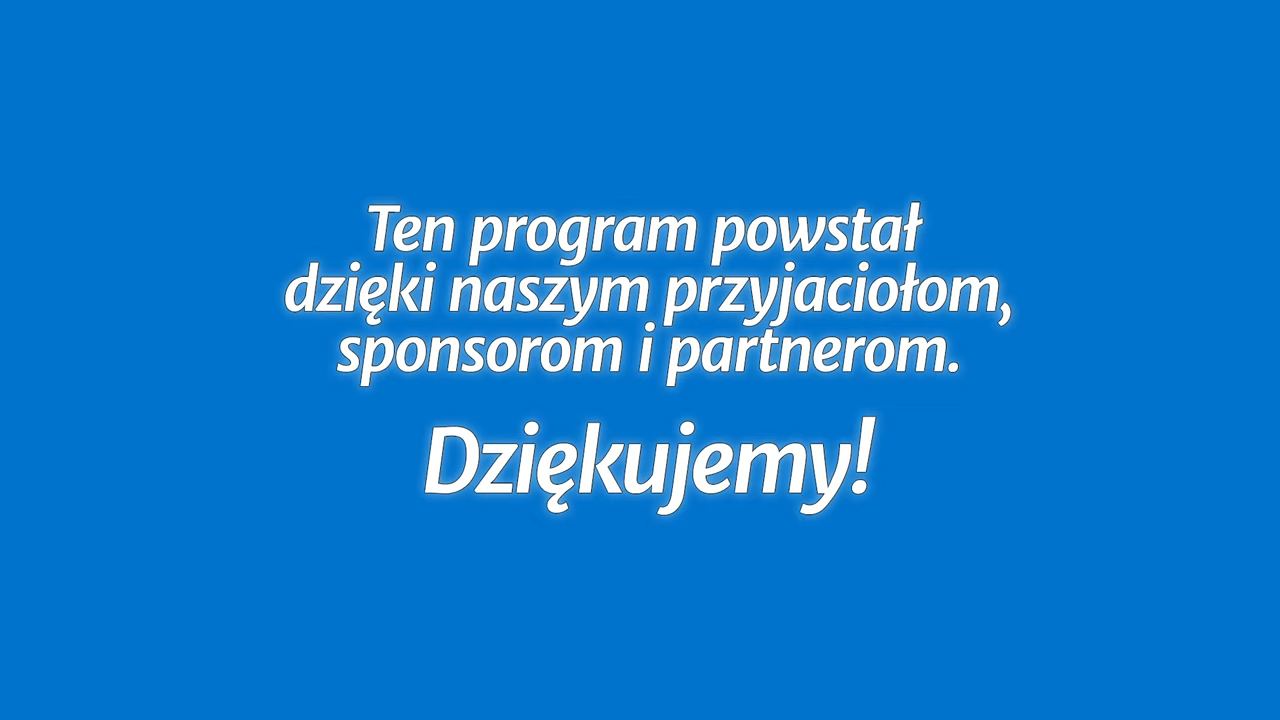 Ten program powstał
dzięki naszym przyjaciołom,
sponsorom i partnerom.
Dziękujemy!